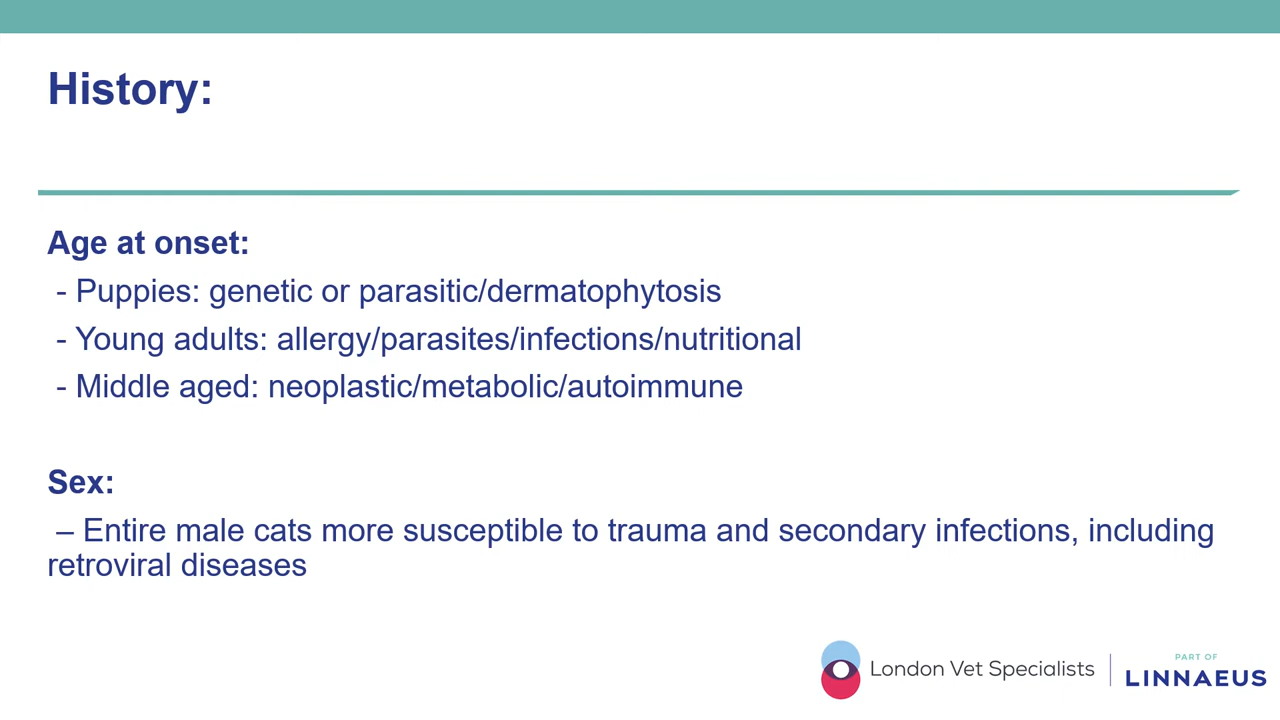 History:
Age at onset:
- Puppies: genetic or parasitic/dermatophytosis
- Young adults: allergy/parasites/infections/nutritional
- Middle aged: neoplastic/metabolic/autoimmune
Sex:
– Entire male cats more susceptible to trauma and secondary infections, including
retroviral diseases
London Vet Specialists
PART OF
LINNAEUS